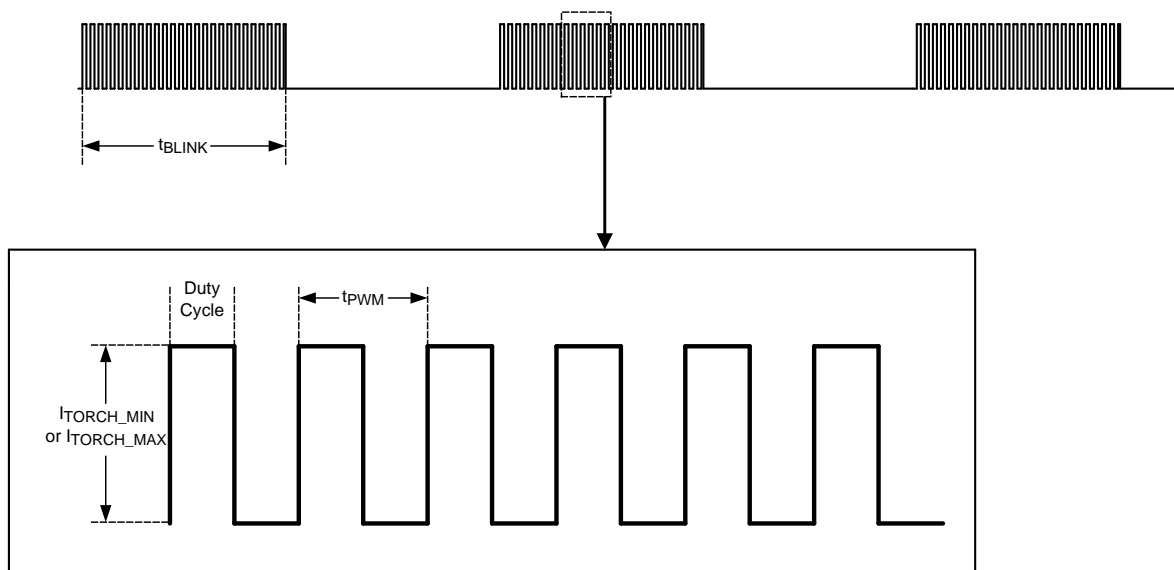 tBLINK
Duty
Cycle
tPWM
ITORCH_MIN
or ITORCH_MAX